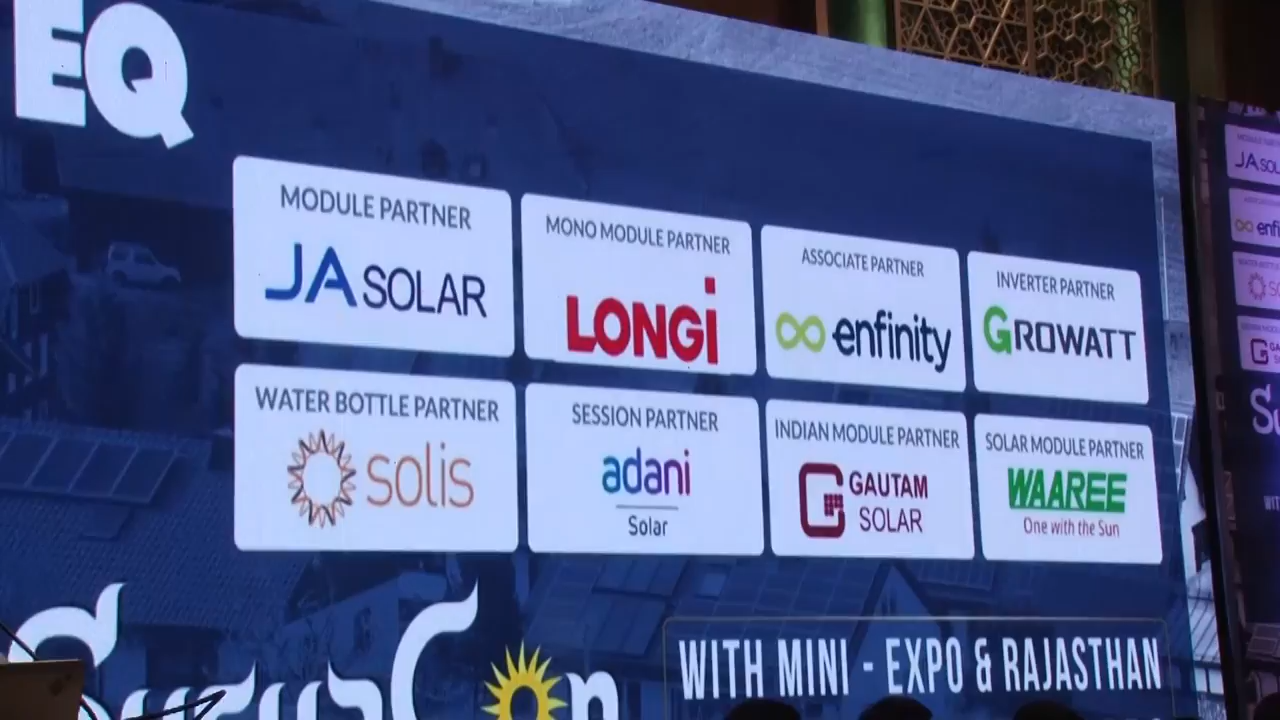 EQ
MODULE PARTNER
JA SOLAR
MONO MODULE PARTNER
LONGi
ASSOCIATE PARTNER
enfinity
INVERTER PARTNER
GROWATT
WATER BOTTLE PARTNER
solis
SESSION PARTNER
adani
Solar
INDIAN MODULE PARTNER
GAUTAM
SOLAR
SOLAR MODULE PARTNER
WAAREE
One with the Sun
WITH MINI - EXPO & RAJASTHAN